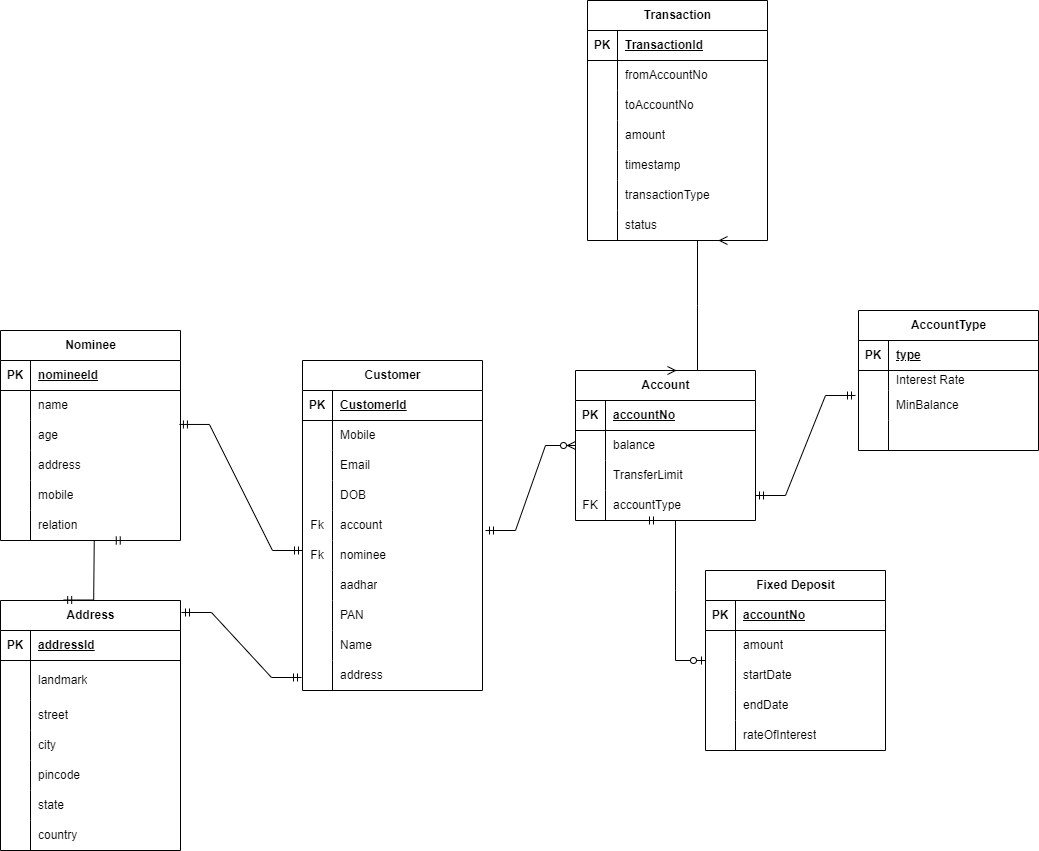 Transaction
PK TransactionId
fromAccountNo
toAccountNo
amount
timestamp
transactionType
status
Nominee
PK nomineeId
name
age
address
mobile
relation
Customer
PK CustomerId
Mobile
Email
DOB
Fk account
Fk nominee
aadhar
PAN
Name
address
Account
PK accountNo
balance
TransferLimit
FK accountType
AccountType
PK type
Interest Rate
MinBalance
Address
PK addressId
landmark
street
city
pincode
state
country
Fixed Deposit
PK accountNo
amount
startDate
endDate
rateOfInterest